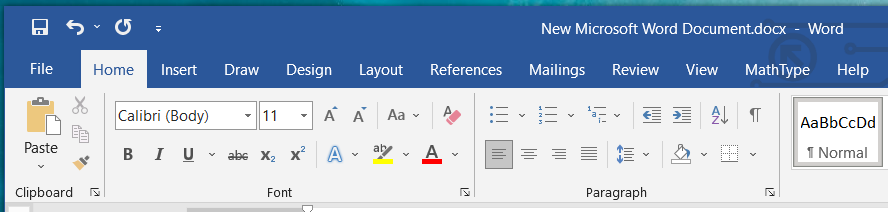 New Microsoft Word Document.docx - Word
File Home Insert Draw Design Layout References Mailings Review View MathType Help
Calibri (Body) 11 A A Aa A
AaBbCcDd
Paste B I U abc x₂ x² A ab A
¶ Normal
Clipboard Font Paragraph